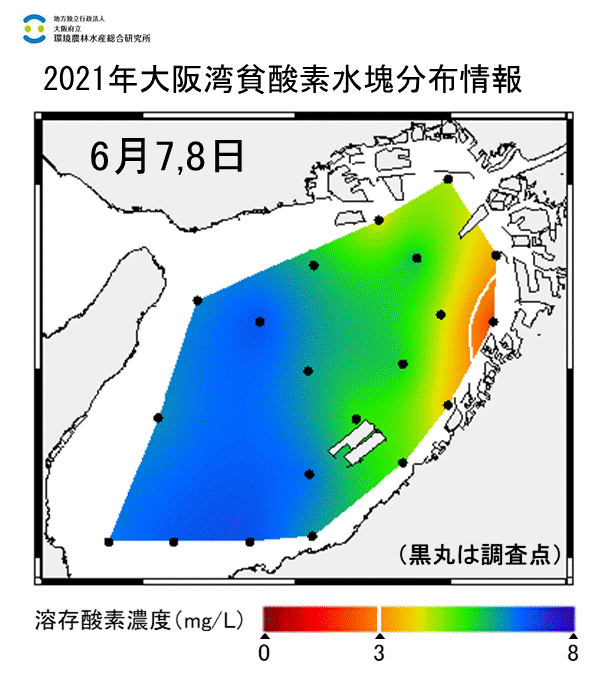 地方独立行政法人
大阪府立
環境農林水産総合研究所
2021年大阪湾貧酸素水塊分布情報
6月7,8日
(黒丸は調査点)
溶存酸素濃度(mg/L)
0 3 8